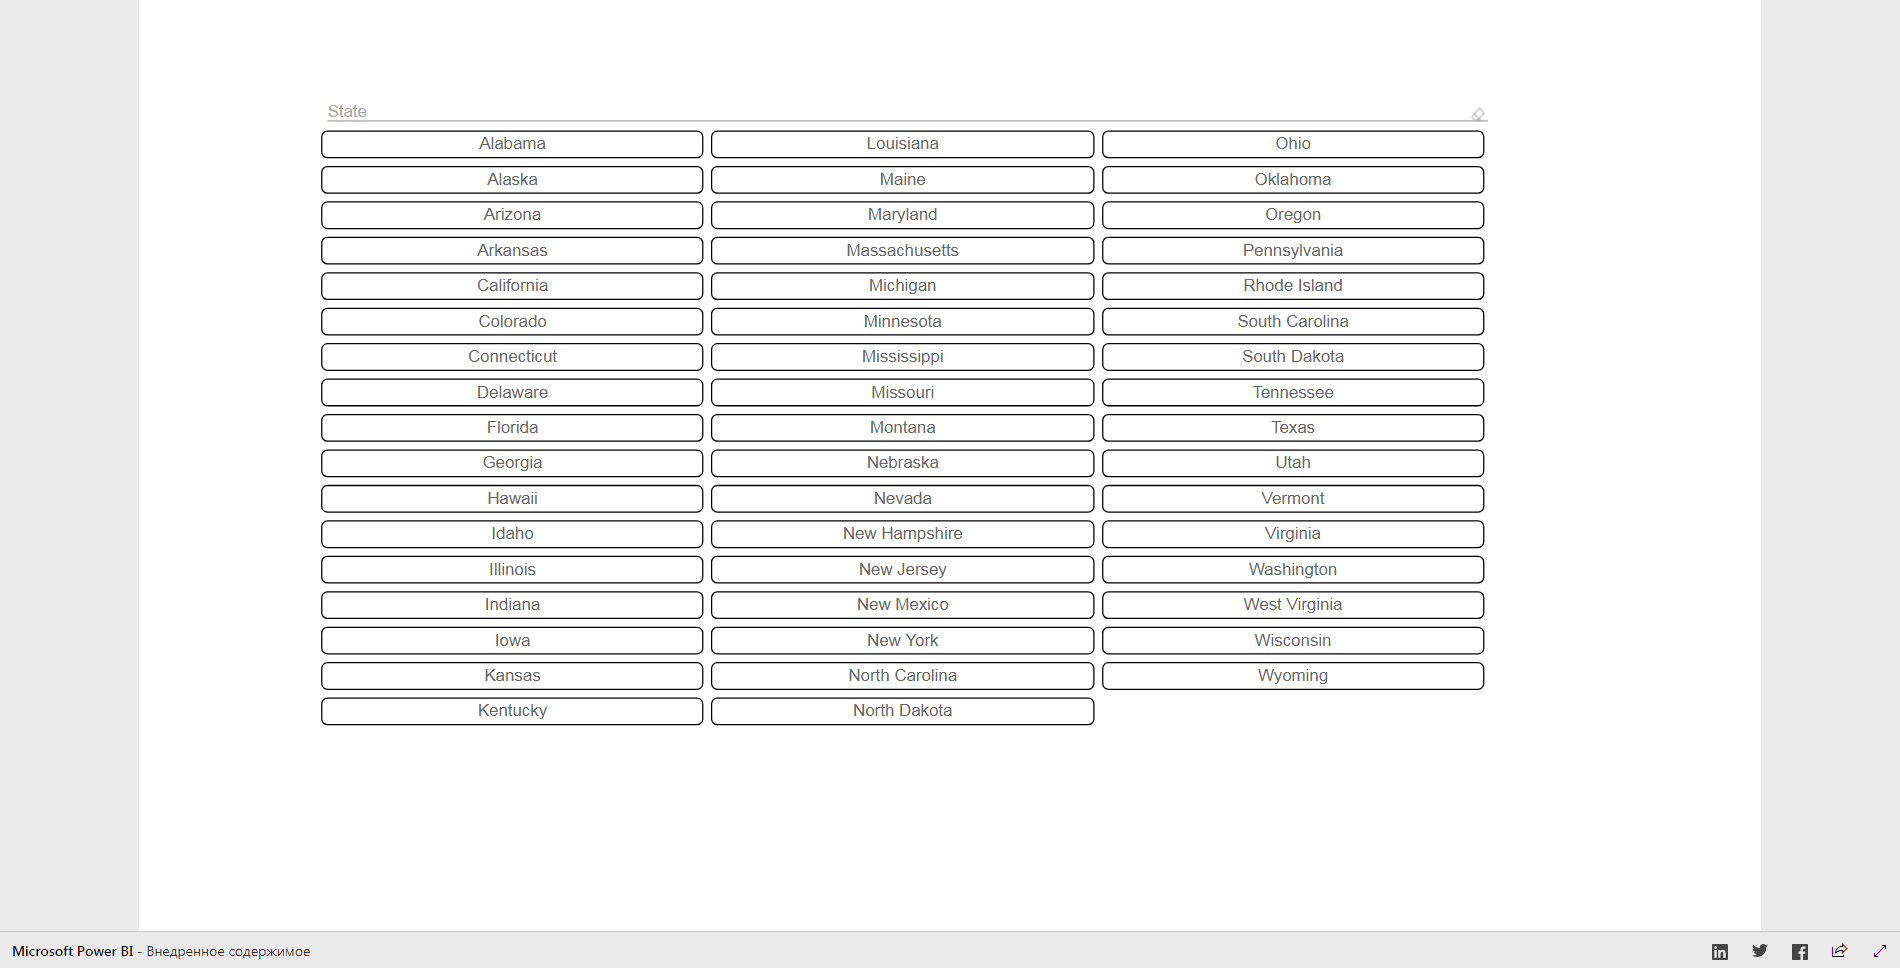 State
Alabama Louisiana Ohio
Alaska Maine Oklahoma
Arizona Maryland Oregon
Arkansas Massachusetts Pennsylvania
California Michigan Rhode Island
Colorado Minnesota South Carolina
Connecticut Mississippi South Dakota
Delaware Missouri Tennessee
Florida Montana Texas
Georgia Nebraska Utah
Hawaii Nevada Vermont
Idaho New Hampshire Virginia
Illinois New Jersey Washington
Indiana New Mexico West Virginia
Iowa New York Wisconsin
Kansas North Carolina Wyoming
Kentucky North Dakota
Microsoft Power BI - Внедренное содержимое